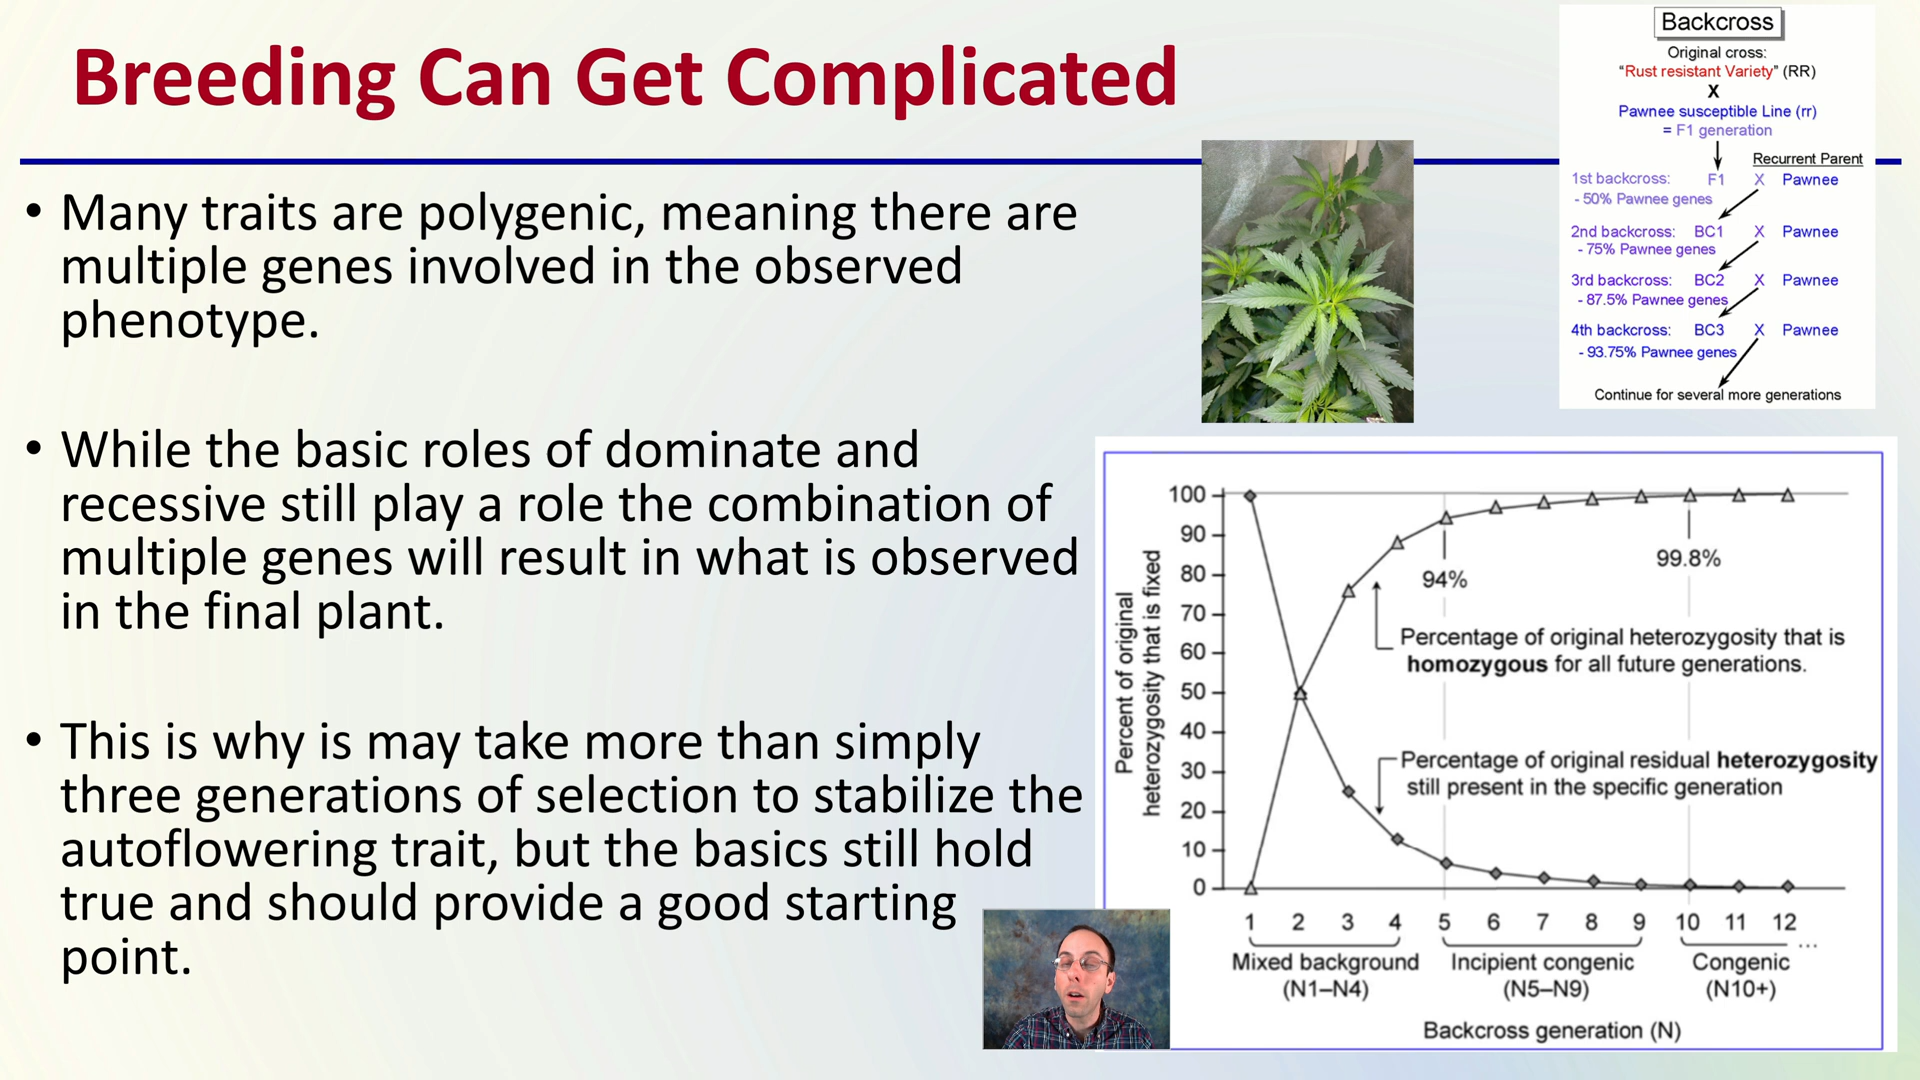 Breeding Can Get Complicated
• Many traits are polygenic, meaning there are
multiple genes involved in the observed
phenotype.
• While the basic roles of dominate and
recessive still play a role the combination of
multiple genes will result in what is observed
in the final plant.
• This is why is may take more than simply
three generations of selection to stabilize the
autoflowering trait, but the basics still hold
true and should provide a good starting
point.
Backcross
Original cross:
"Rust resistant Variety" (RR)
X
Pawnee susceptible Line (rr)
= F1 generation
Recurrent Parent
1st backcross: F1 X Pawnee
- 50% Pawnee genes
2nd backcross: BC1 X Pawnee
- 75% Pawnee genes
3rd backcross: BC2 X Pawnee
- 87.5% Pawnee genes
4th backcross: BC3 X Pawnee
- 93.75% Pawnee genes
Continue for several more generations
Percent of original
heterozygosity that is fixed
100
90
80
70
60
50
40
30
20
10
0
94%
99.8%
Percentage of original heterozygosity that is
homozygous for all future generations.
Percentage of original residual heterozygosity
still present in the specific generation
1 2 3 4 5 6 7 8 9 10 11 12 ...
Mixed background Incipient congenic Congenic
(N1–N4) (N5–N9) (N10+)
Backcross generation (N)